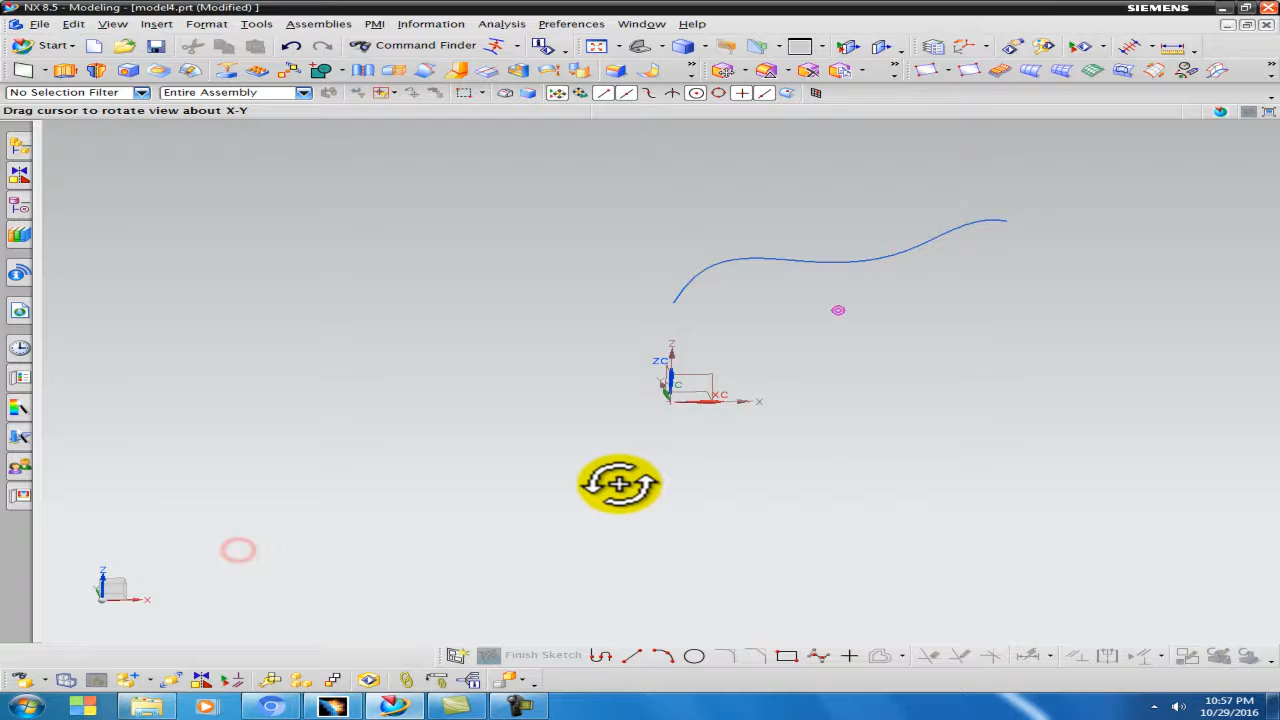 NX 8.5 - Modeling - [model4.prt (Modified) ]
SIEMENS
File Edit View Insert Format Tools Assemblies PMI Information Analysis Preferences Window Help
Start
Command Finder
No Selection Filter
Entire Assembly
Drag cursor to rotate view about X-Y
Z
ZC
C
XC
X
Z
X
Finish Sketch
10:57 PM
10/29/2016